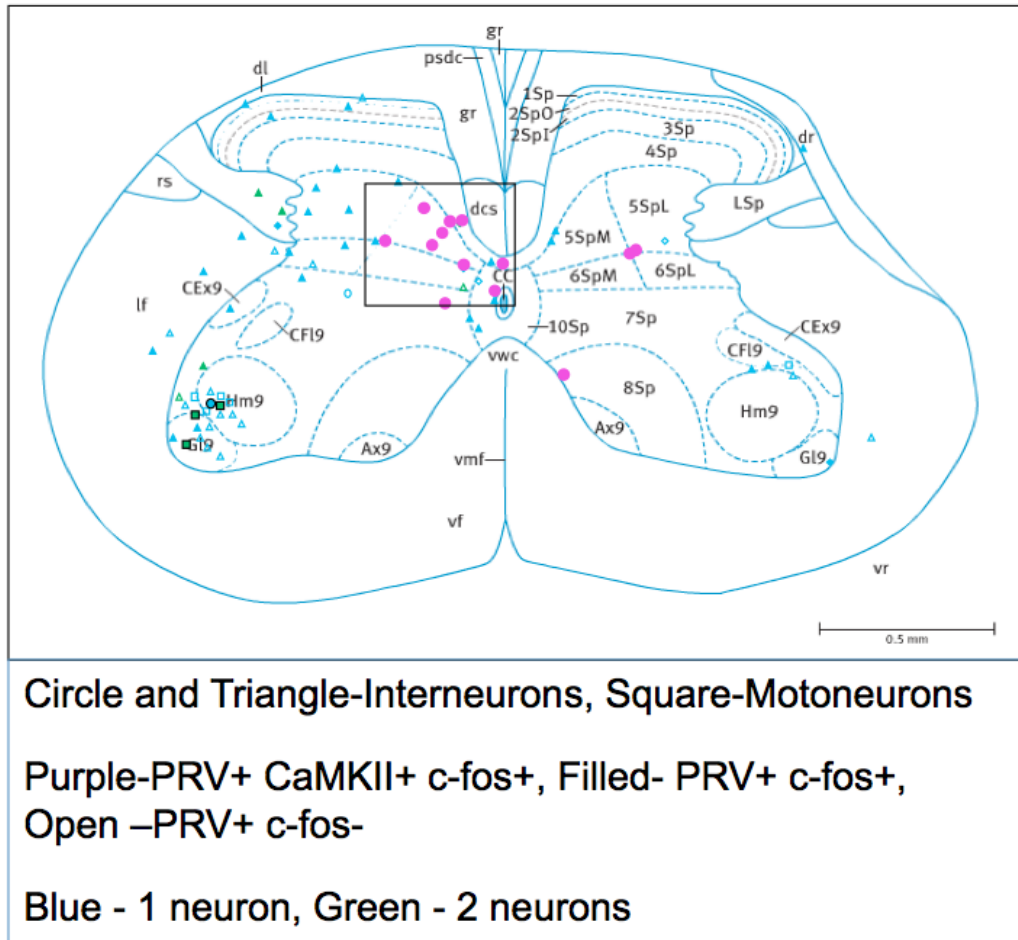 gr
psdc
dl
gr
1Sp
2SpO
2SpI
3Sp
4Sp
dr
rs
dcs
5SpL
LSp
5SpM
6SpM
6SpL
CC
lf
CEx9
CFl9
10Sp
7Sp
CEx9
CFl9
vwc
8Sp
Hm9
Hm9
Gl9
Ax9
Ax9
Gl9
vmf
vf
vr
0.5 mm
Circle and Triangle-Interneurons, Square-Motoneurons
Purple-PRV+ CaMKII+ c-fos+, Filled- PRV+ c-fos+,
Open –PRV+ c-fos-
Blue - 1 neuron, Green - 2 neurons